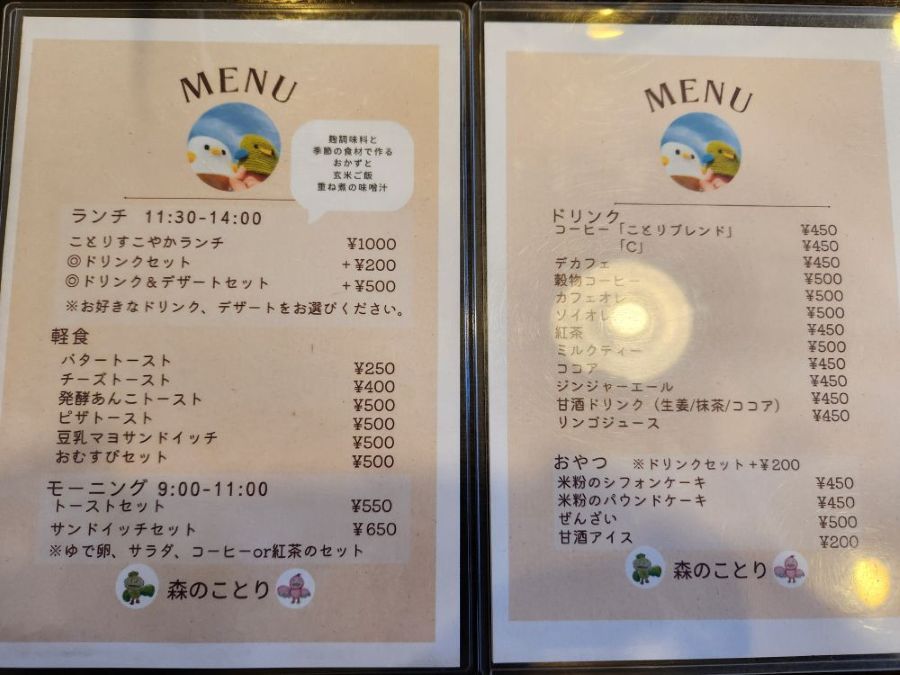 MENU
麹調味料と
季節の食材で作る
おかずと
玄米ご飯
重ね煮の味噌汁
ランチ 11:30-14:00
ことりすこやかランチ ¥1000
◎ドリンクセット +¥200
◎ドリンク&デザートセット +¥500
※お好きなドリンク、デザートをお選びください。
軽食
バタートースト ¥250
チーズトースト ¥400
発酵あんこトースト ¥500
ピザトースト ¥500
豆乳マヨサンドイッチ ¥500
おむすびセット ¥500
モーニング 9:00-11:00
トーストセット ¥550
サンドイッチセット ¥650
※ゆで卵、サラダ、コーヒーor紅茶のセット
森のことり
MENU
ドリンク
コーヒー「ことりブレンド」 ¥450
「C」 ¥450
デカフェ ¥450
穀物コーヒー ¥500
カフェオレ ¥500
ソイオレ ¥500
紅茶 ¥450
ミルクティー ¥500
ココア ¥450
ジンジャーエール ¥450
甘酒ドリンク(生姜/抹茶/ココア) ¥450
リンゴジュース ¥450
おやつ ※ドリンクセット+¥200
米粉のシフォンケーキ ¥450
米粉のパウンドケーキ ¥450
ぜんざい ¥500
甘酒アイス ¥200
森のことり